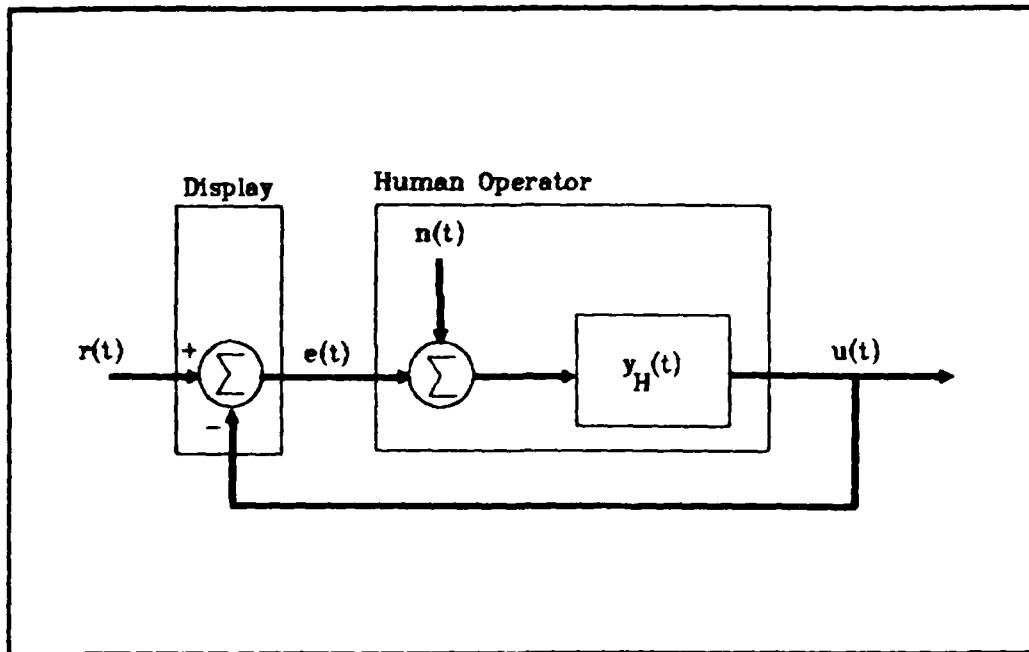 Display
Human Operator
n(t)
r(t)
+
Σ
e(t)
Σ
y_H(t)
u(t)
−